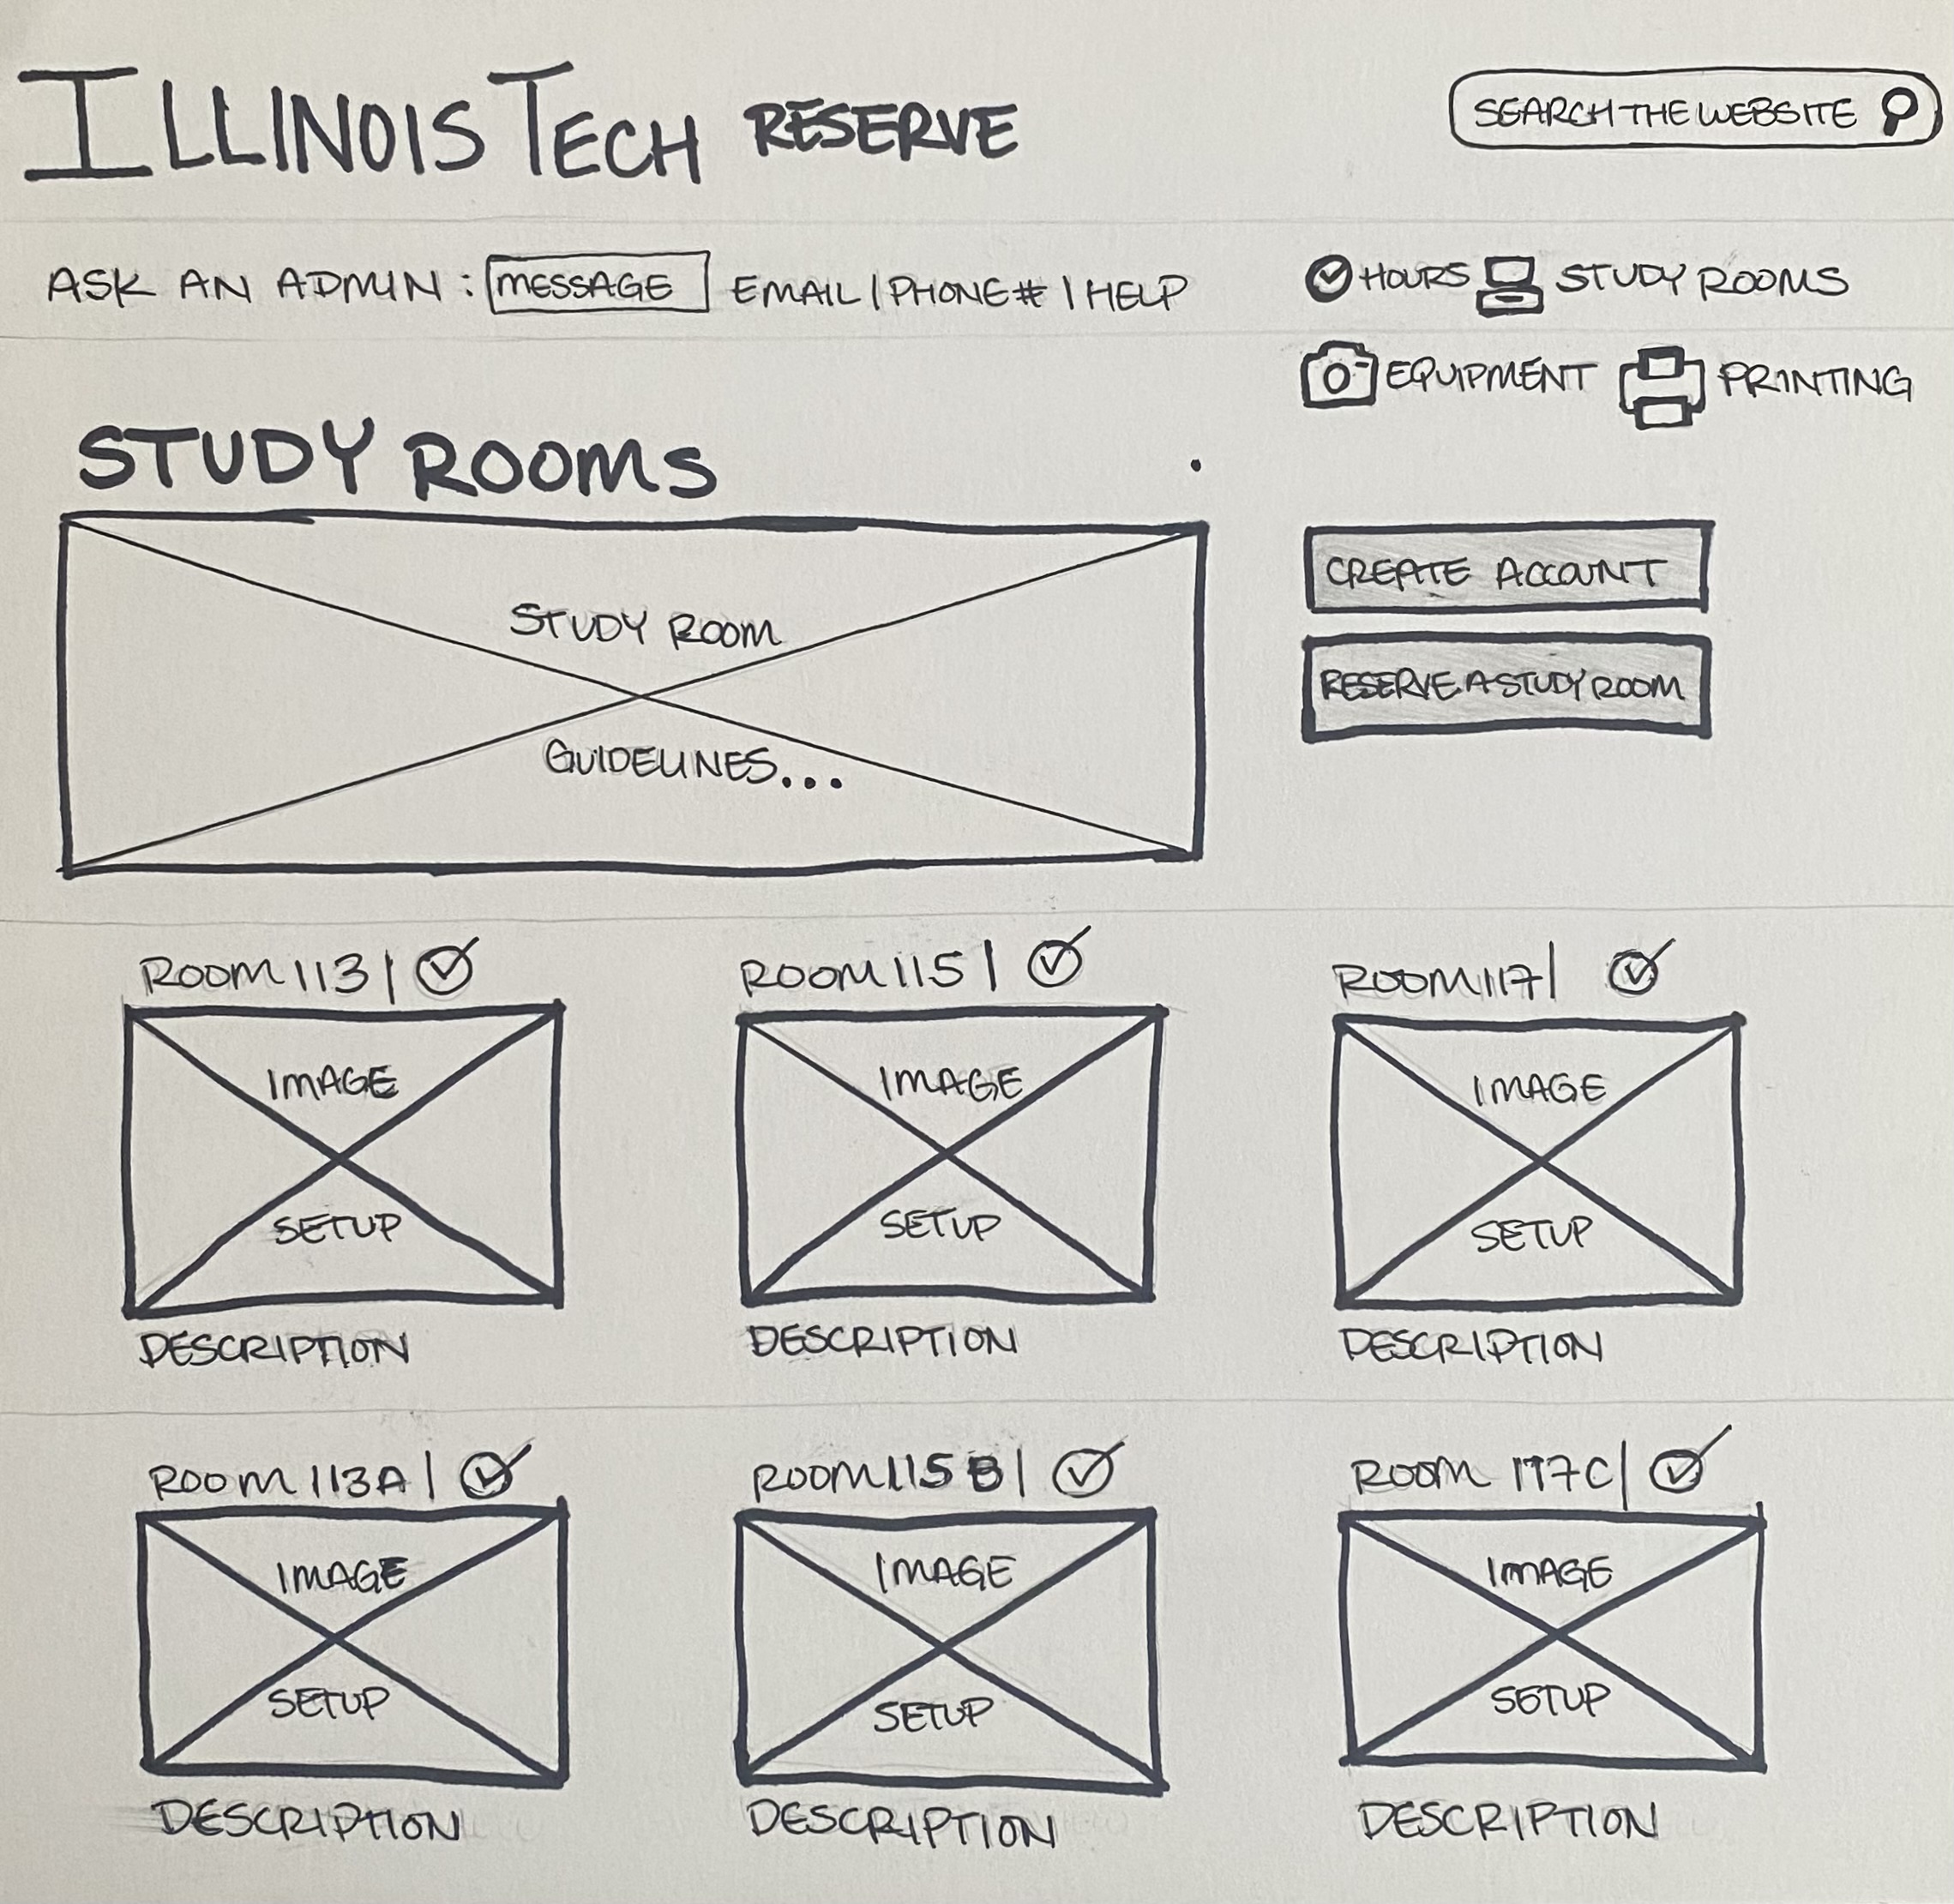 ILLINOIS TECH RESERVE
SEARCH THE WEBSITE
ASK AN ADMIN: MESSAGE EMAIL | PHONE# | HELP
HOURS STUDY ROOMS
EQUIPMENT PRINTING
STUDY ROOMS
STUDY ROOM
GUIDELINES...
CREATE ACCOUNT
RESERVE A STUDY ROOM
ROOM 113 |
ROOM 115 |
ROOM 117 |
IMAGE
IMAGE
IMAGE
SETUP
SETUP
SETUP
DESCRIPTION
DESCRIPTION
DESCRIPTION
ROOM 113A |
ROOM 115B |
ROOM 117C |
IMAGE
IMAGE
IMAGE
SETUP
SETUP
SETUP
DESCRIPTION
DESCRIPTION
DESCRIPTION